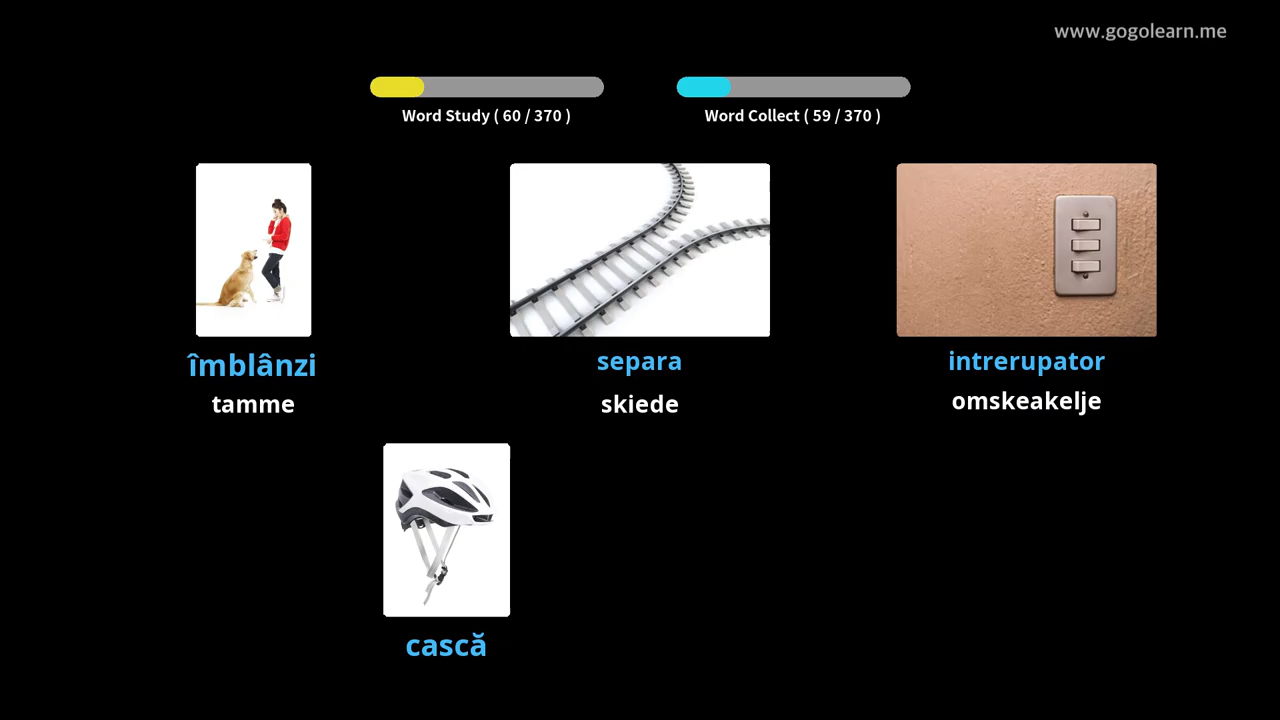 www.gogolearn.me
Word Study ( 60 / 370 )
Word Collect ( 59 / 370 )
îmblânzi
separa
intrerupator
tamme
skiede
omskeakelje
cască